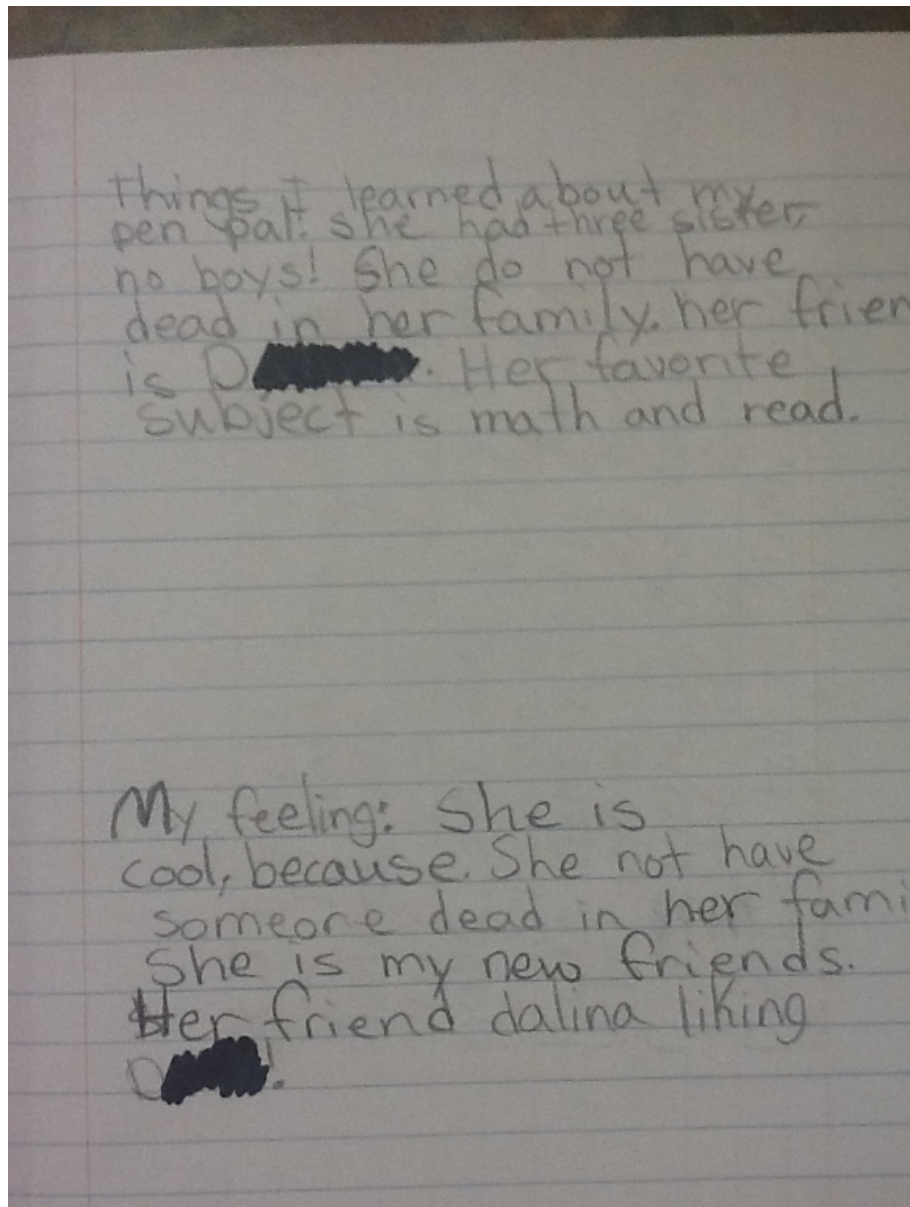 Things I learned about my
pen pal: She had three sister,
no boys! She do not have
dead in her family. her frien
is D
. Her favorite
subject is math and read.
My feeling: She is
cool, because. She not have
someone dead in her fami
She is my new friends.
Her friend dalina liking
D
!.